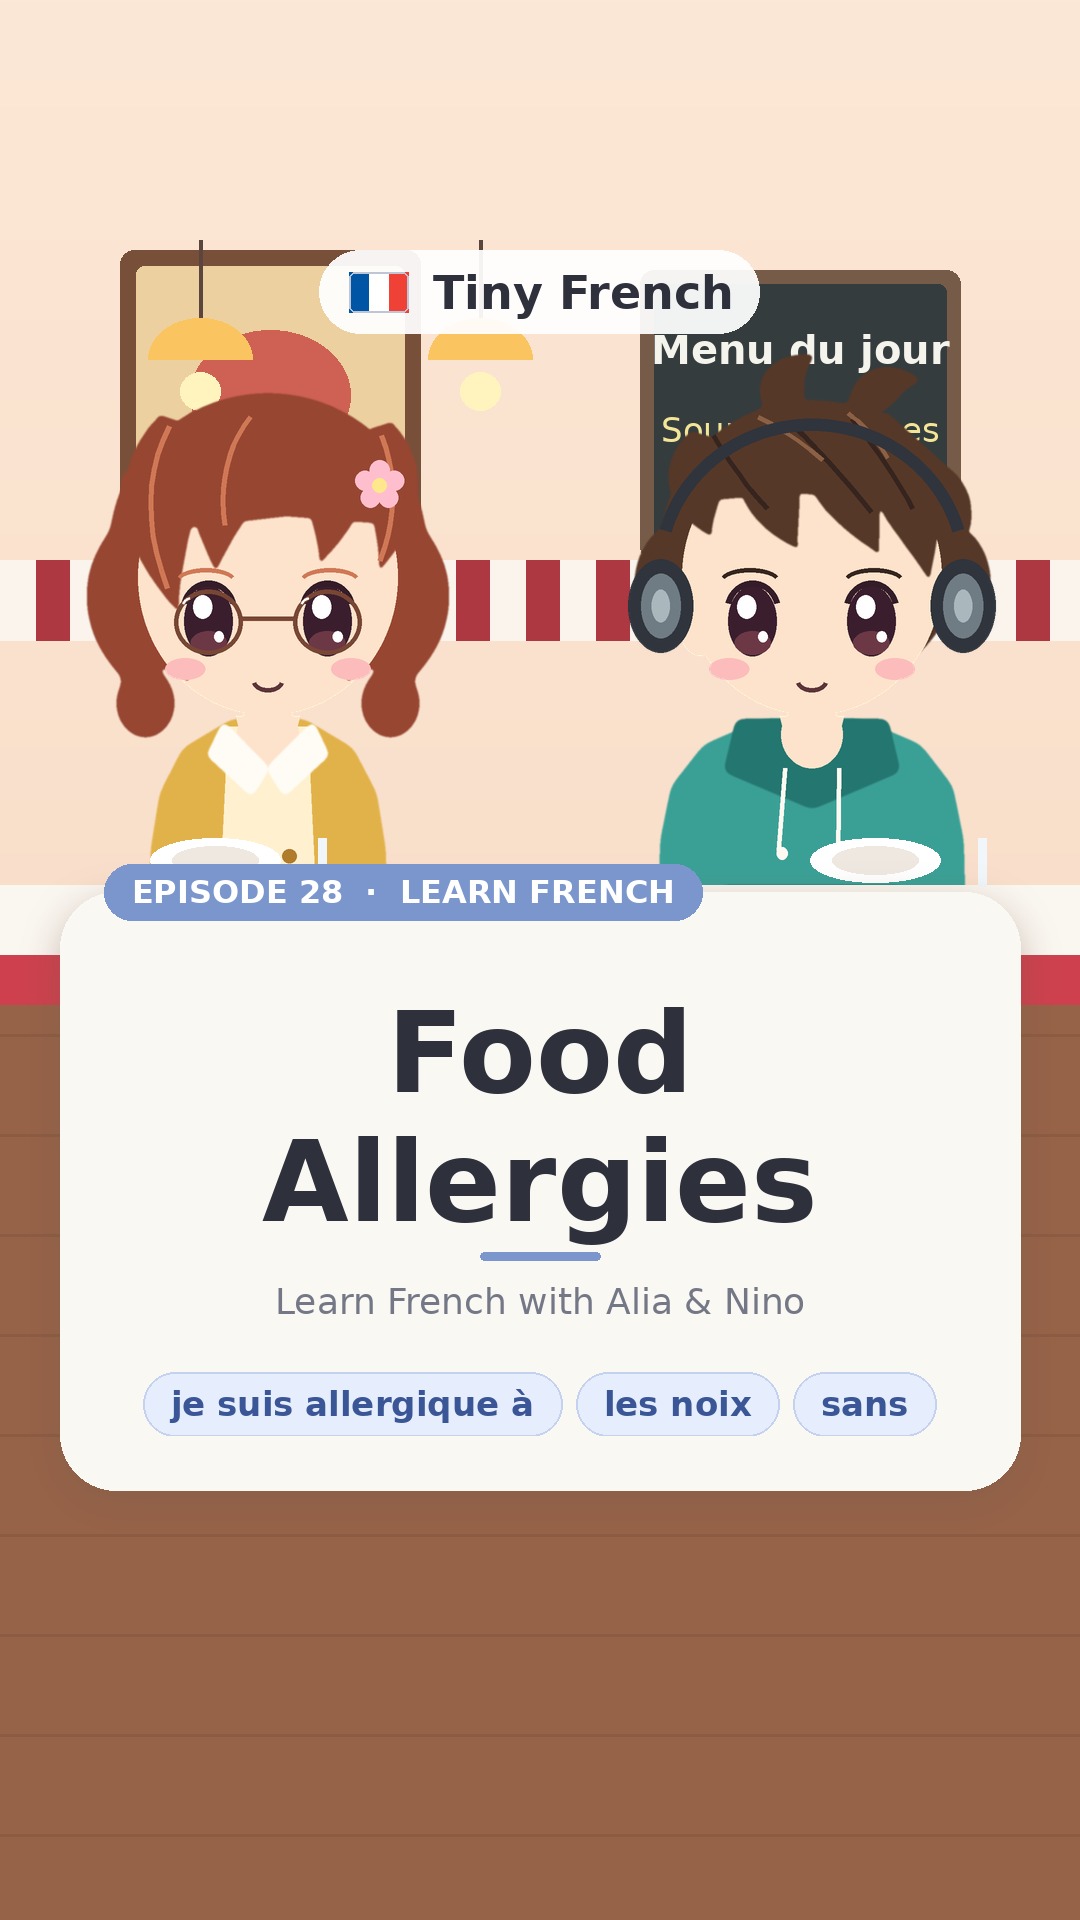 Tiny French
Menu du jour
EPISODE 28 · LEARN FRENCH
Food
Allergies
Learn French with Alia & Nino
je suis allergique à
les noix
sans